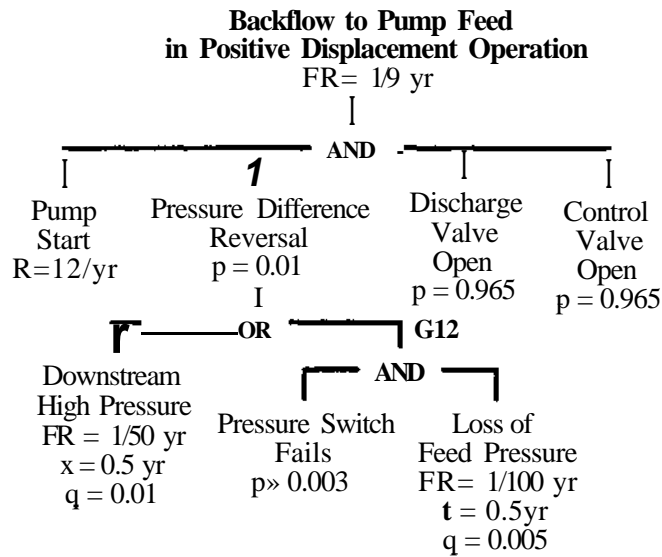 Backflow to Pump Feed
in Positive Displacement Operation
FR= 1/9 yr
AND
1
Pump
Start
R=12/yr
Pressure Difference
Reversal
p = 0.01
Discharge
Valve
Open
p = 0.965
Control
Valve
Open
p = 0.965
OR
G12
Downstream
High Pressure
FR = 1/50 yr
x = 0.5 yr
q = 0.01
AND
Pressure Switch
Fails
p» 0.003
Loss of
Feed Pressure
FR= 1/100 yr
t = 0.5yr
q = 0.005